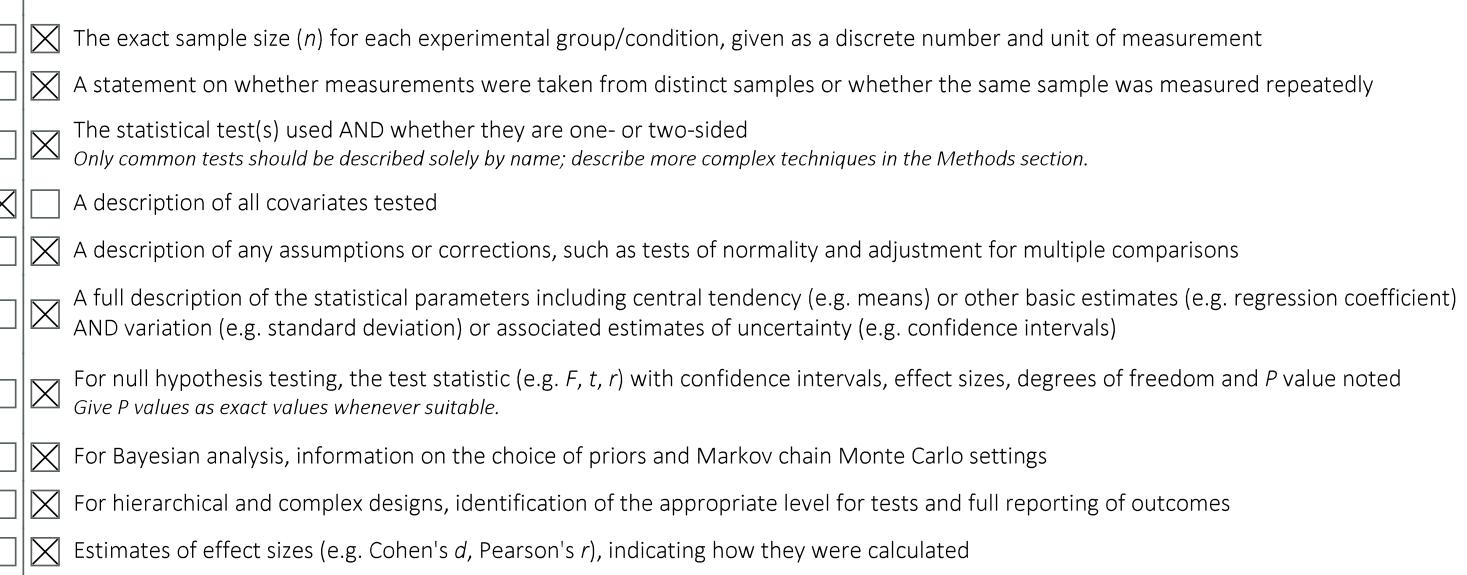 The exact sample size (n) for each experimental group/condition, given as a discrete number and unit of measurement
A statement on whether measurements were taken from distinct samples or whether the same sample was measured repeatedly
The statistical test(s) used AND whether they are one- or two-sided
Only common tests should be described solely by name; describe more complex techniques in the Methods section.
A description of all covariates tested
A description of any assumptions or corrections, such as tests of normality and adjustment for multiple comparisons
A full description of the statistical parameters including central tendency (e.g. means) or other basic estimates (e.g. regression coefficient)
AND variation (e.g. standard deviation) or associated estimates of uncertainty (e.g. confidence intervals)
For null hypothesis testing, the test statistic (e.g. F, t, r) with confidence intervals, effect sizes, degrees of freedom and P value noted
Give P values as exact values whenever suitable.
For Bayesian analysis, information on the choice of priors and Markov chain Monte Carlo settings
For hierarchical and complex designs, identification of the appropriate level for tests and full reporting of outcomes
Estimates of effect sizes (e.g. Cohen's d, Pearson's r), indicating how they were calculated